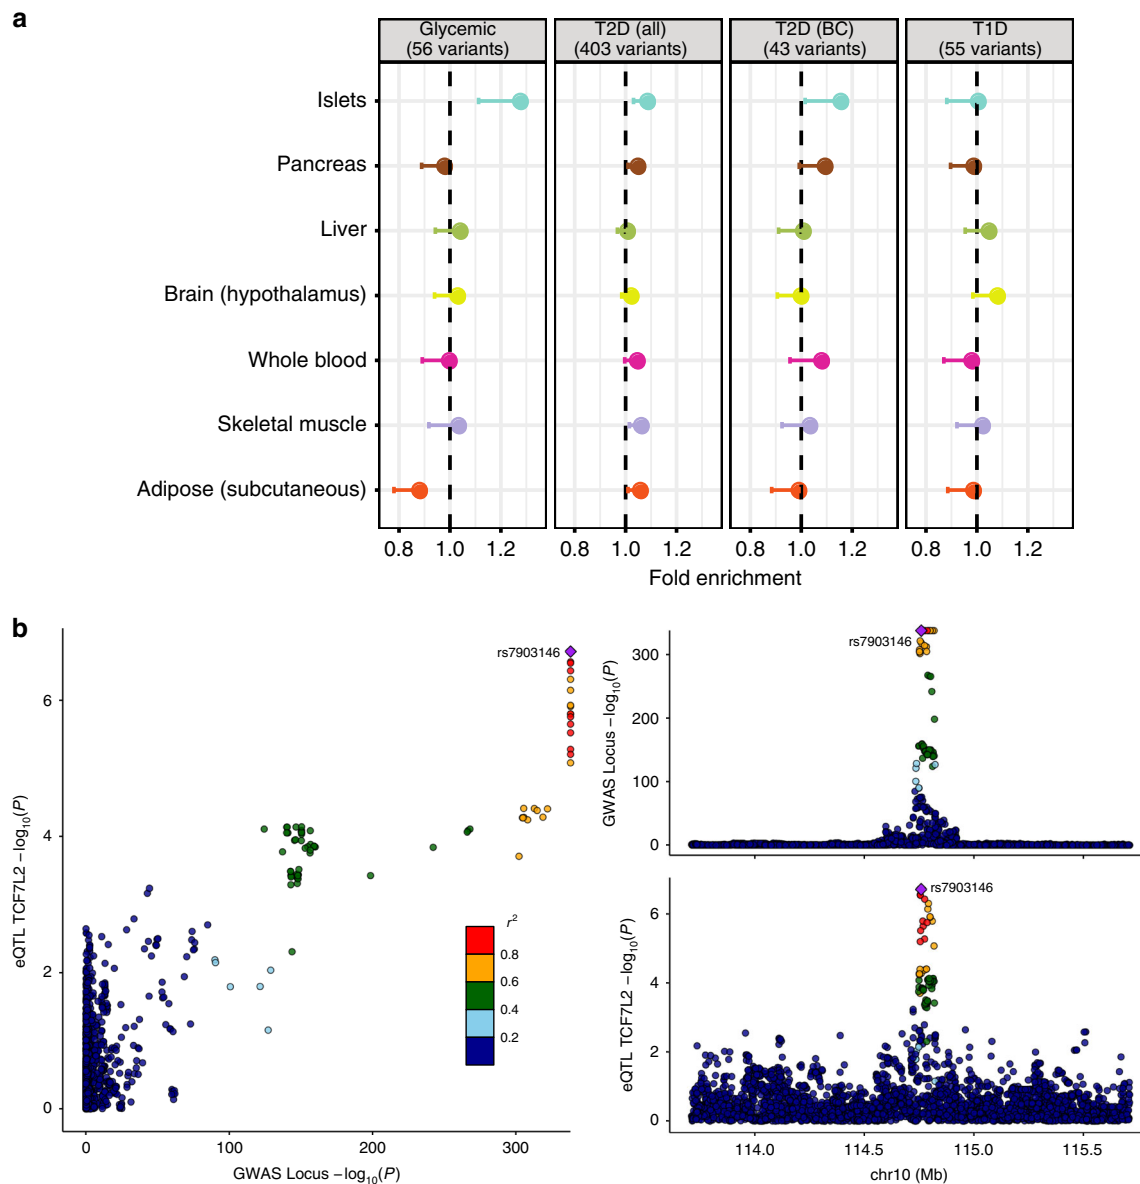 a
Glycemic
(56 variants)
T2D (all)
(403 variants)
T2D (BC)
(43 variants)
T1D
(55 variants)
Islets
Pancreas
Liver
Brain (hypothalamus)
Whole blood
Skeletal muscle
Adipose (subcutaneous)
0.8 1.0 1.2
0.8 1.0 1.2
0.8 1.0 1.2
0.8 1.0 1.2
Fold enrichment
b
eQTL TCF7L2 −log10(P)
6
4
2
0
rs7903146
r2
0.8
0.6
0.4
0.2
0 100 200 300
GWAS Locus −log10(P)
GWAS Locus −log10(P)
300
200
100
0
rs7903146
eQTL TCF7L2 −log10(P)
6
4
2
0
rs7903146
114.0 114.5 115.0 115.5
chr10 (Mb)